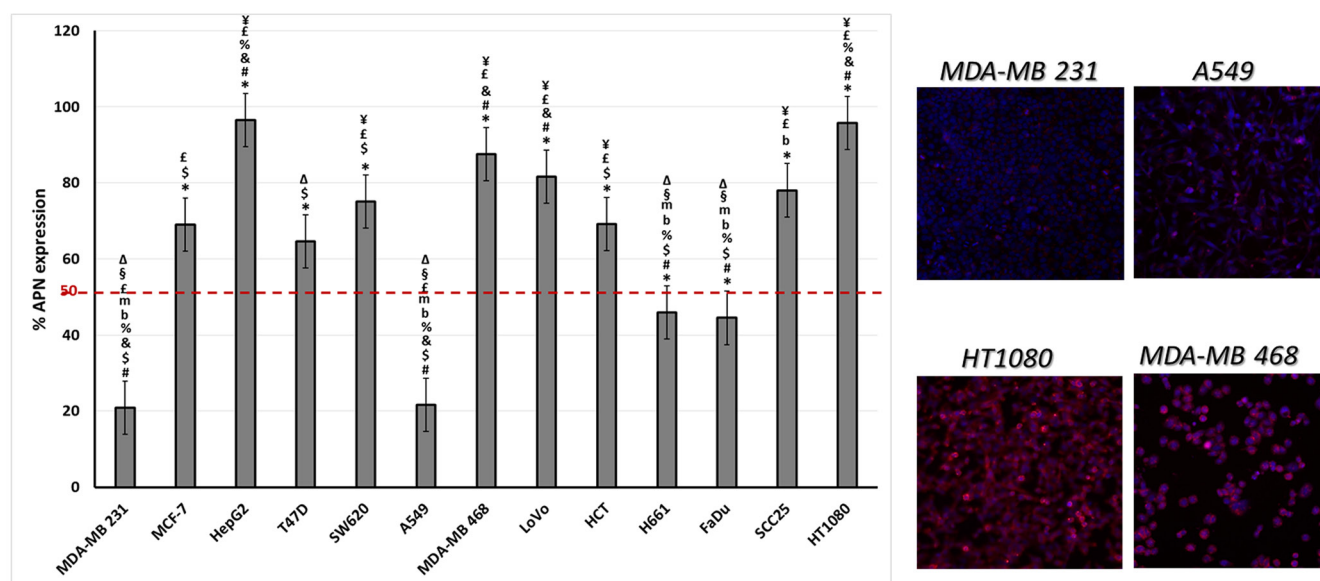 % APN expression
120
100
80
60
50
40
20
0
Δ
§
£
m
b
%
&
$
#
£
$
*
¥
£
%
&
#
*
Δ
$
*
¥
£
$
*
Δ
§
£
m
b
%
&
$
#
¥
£
&
#
*
¥
£
&
#
*
¥
£
$
*
Δ
§
m
b
%
$
#
*
Δ
§
m
b
%
$
#
*
¥
£
b
*
¥
£
%
&
#
*
MDA-MB 231
MCF-7
HepG2
T47D
SW620
A549
MDA-MB 468
LoVo
HCT
H661
FaDu
SCC25
HT1080
MDA-MB 231
A549
HT1080
MDA-MB 468